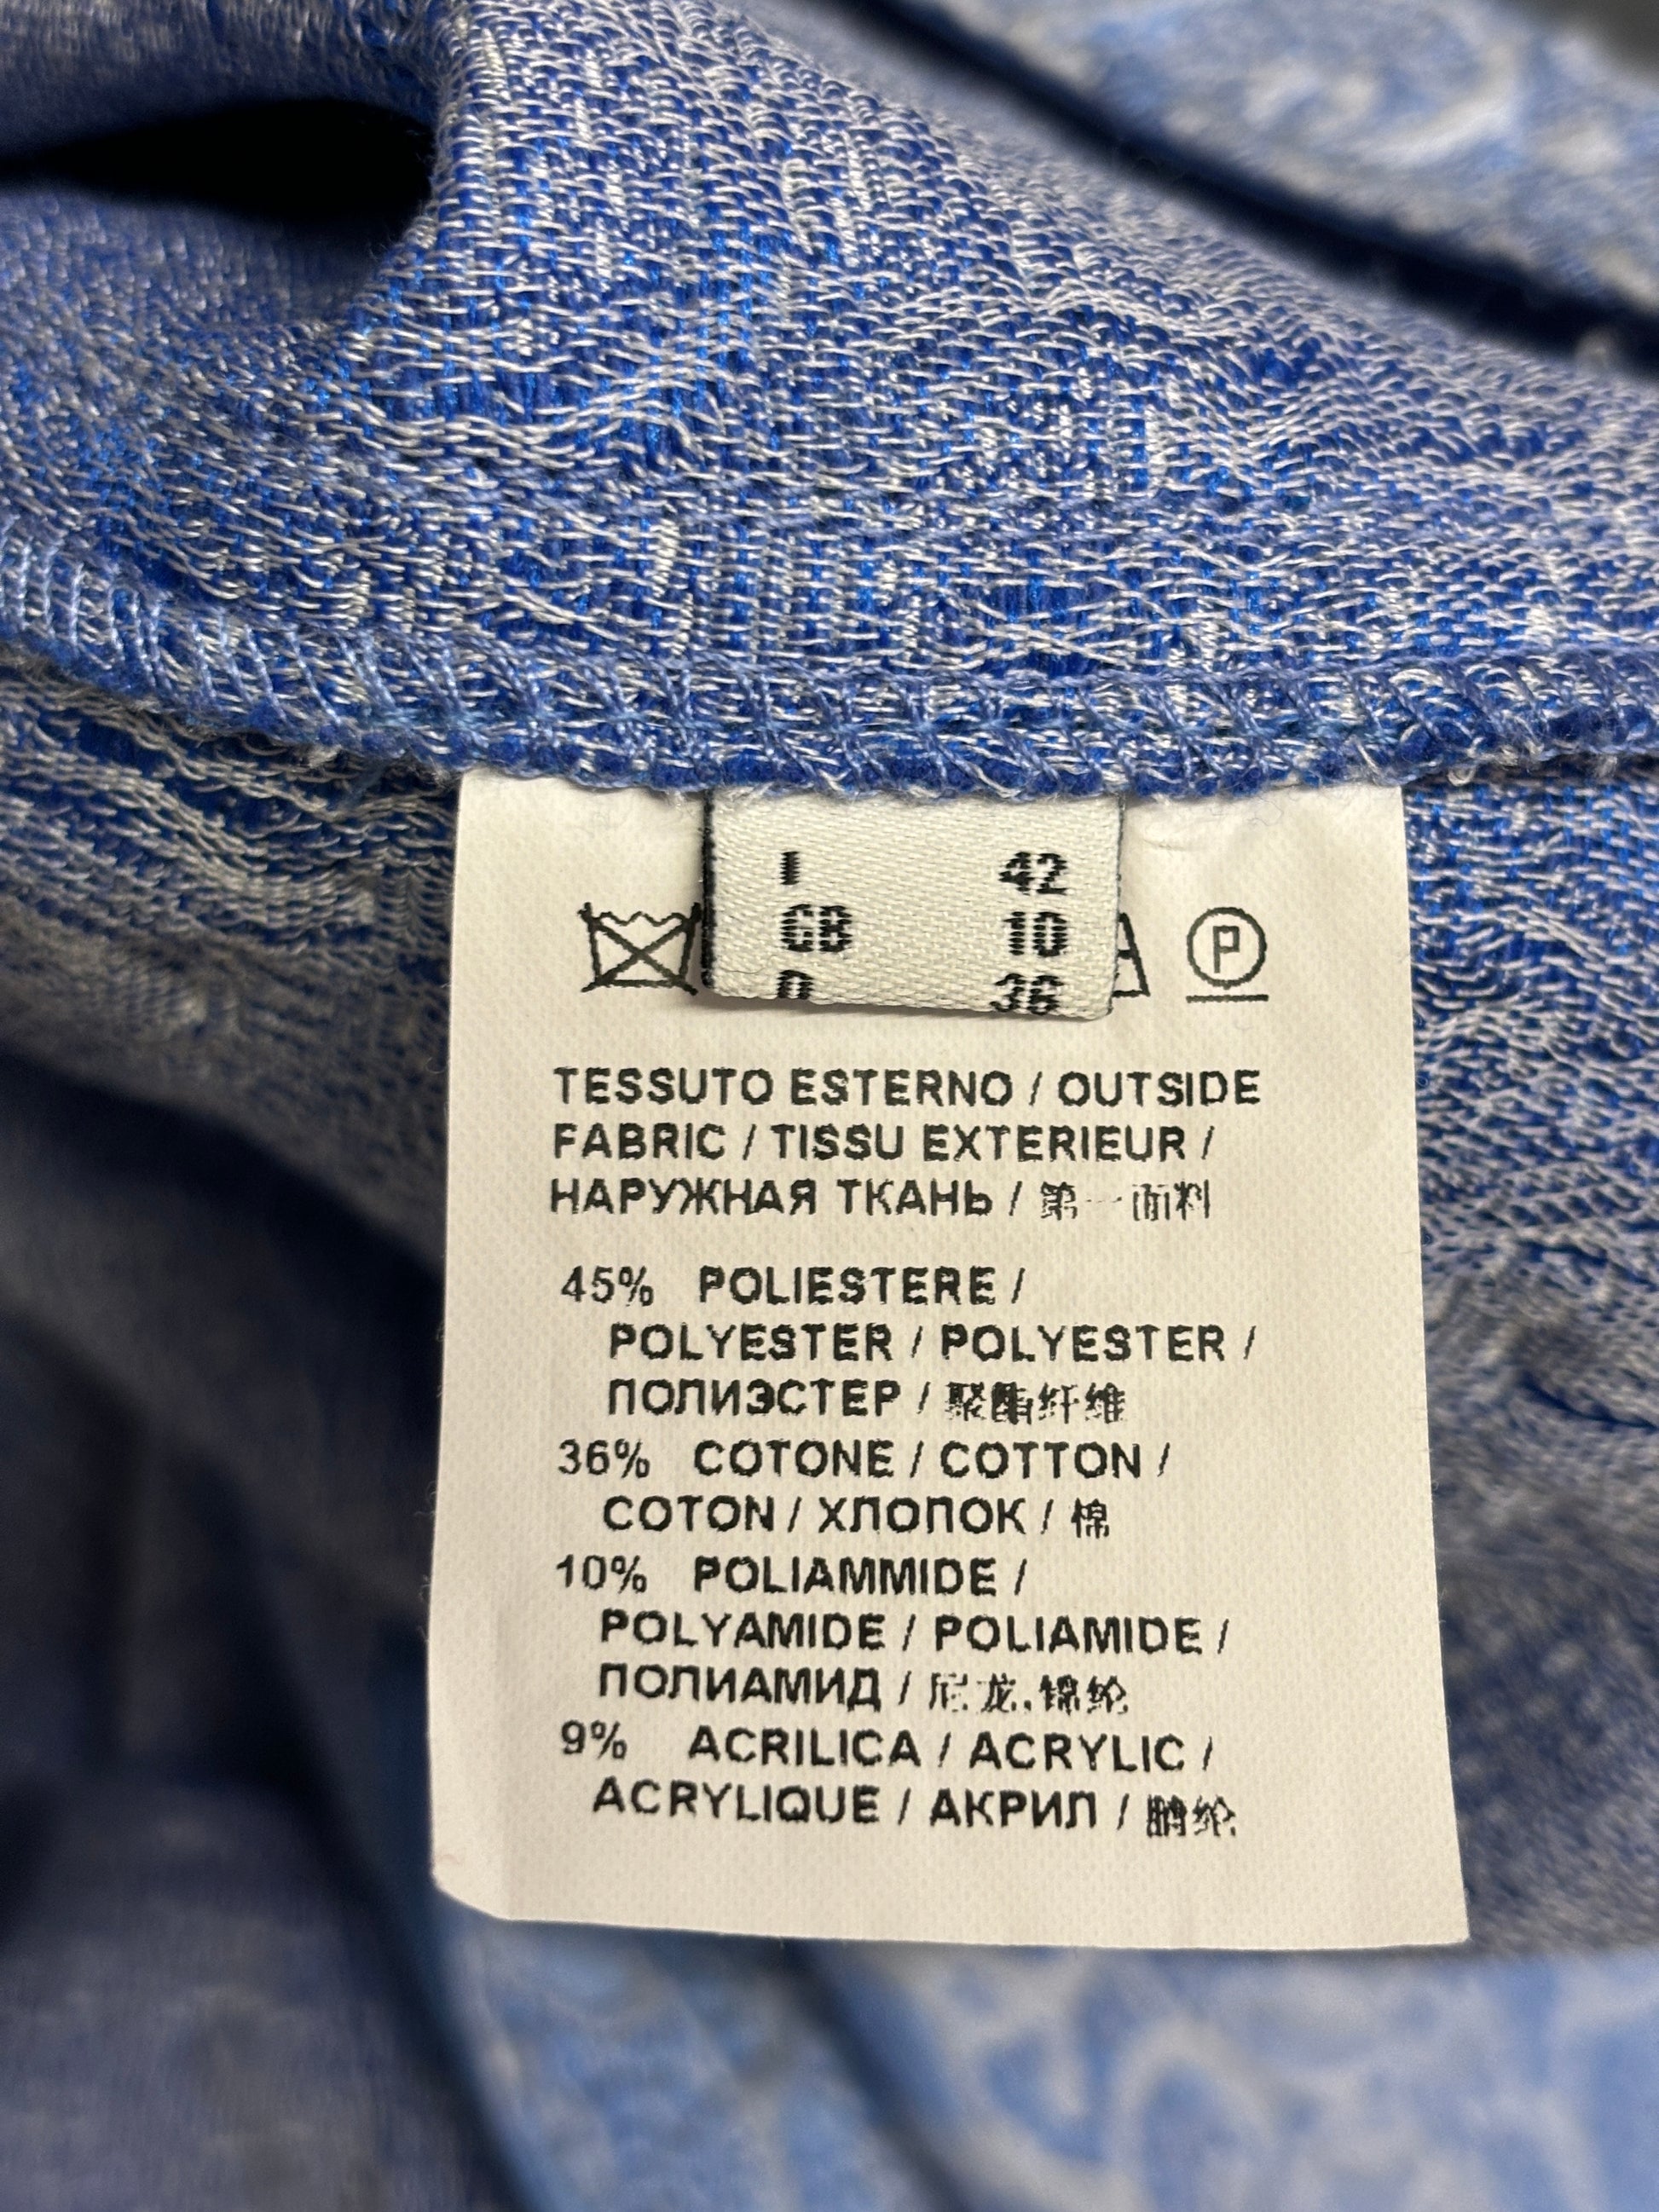 I 42
GB 10
D 36
P
TESSUTO ESTERNO / OUTSIDE
FABRIC / TISSU EXTERIEUR /
НАРУЖНАЯ ТКАНЬ / 第一面料
45% POLIESTERE /
POLYESTER / POLYESTER /
ПОЛИЭСТЕР / 聚酯纤维
36% COTONE / COTTON /
COTON / ХЛОПОК / 棉
10% POLIAMMIDE /
POLYAMIDE / POLIAMIDE /
ПОЛИАМИД / 尼龙,锦纶
9% ACRILICA / ACRYLIC /
ACRYLIQUE / АКРИЛ /